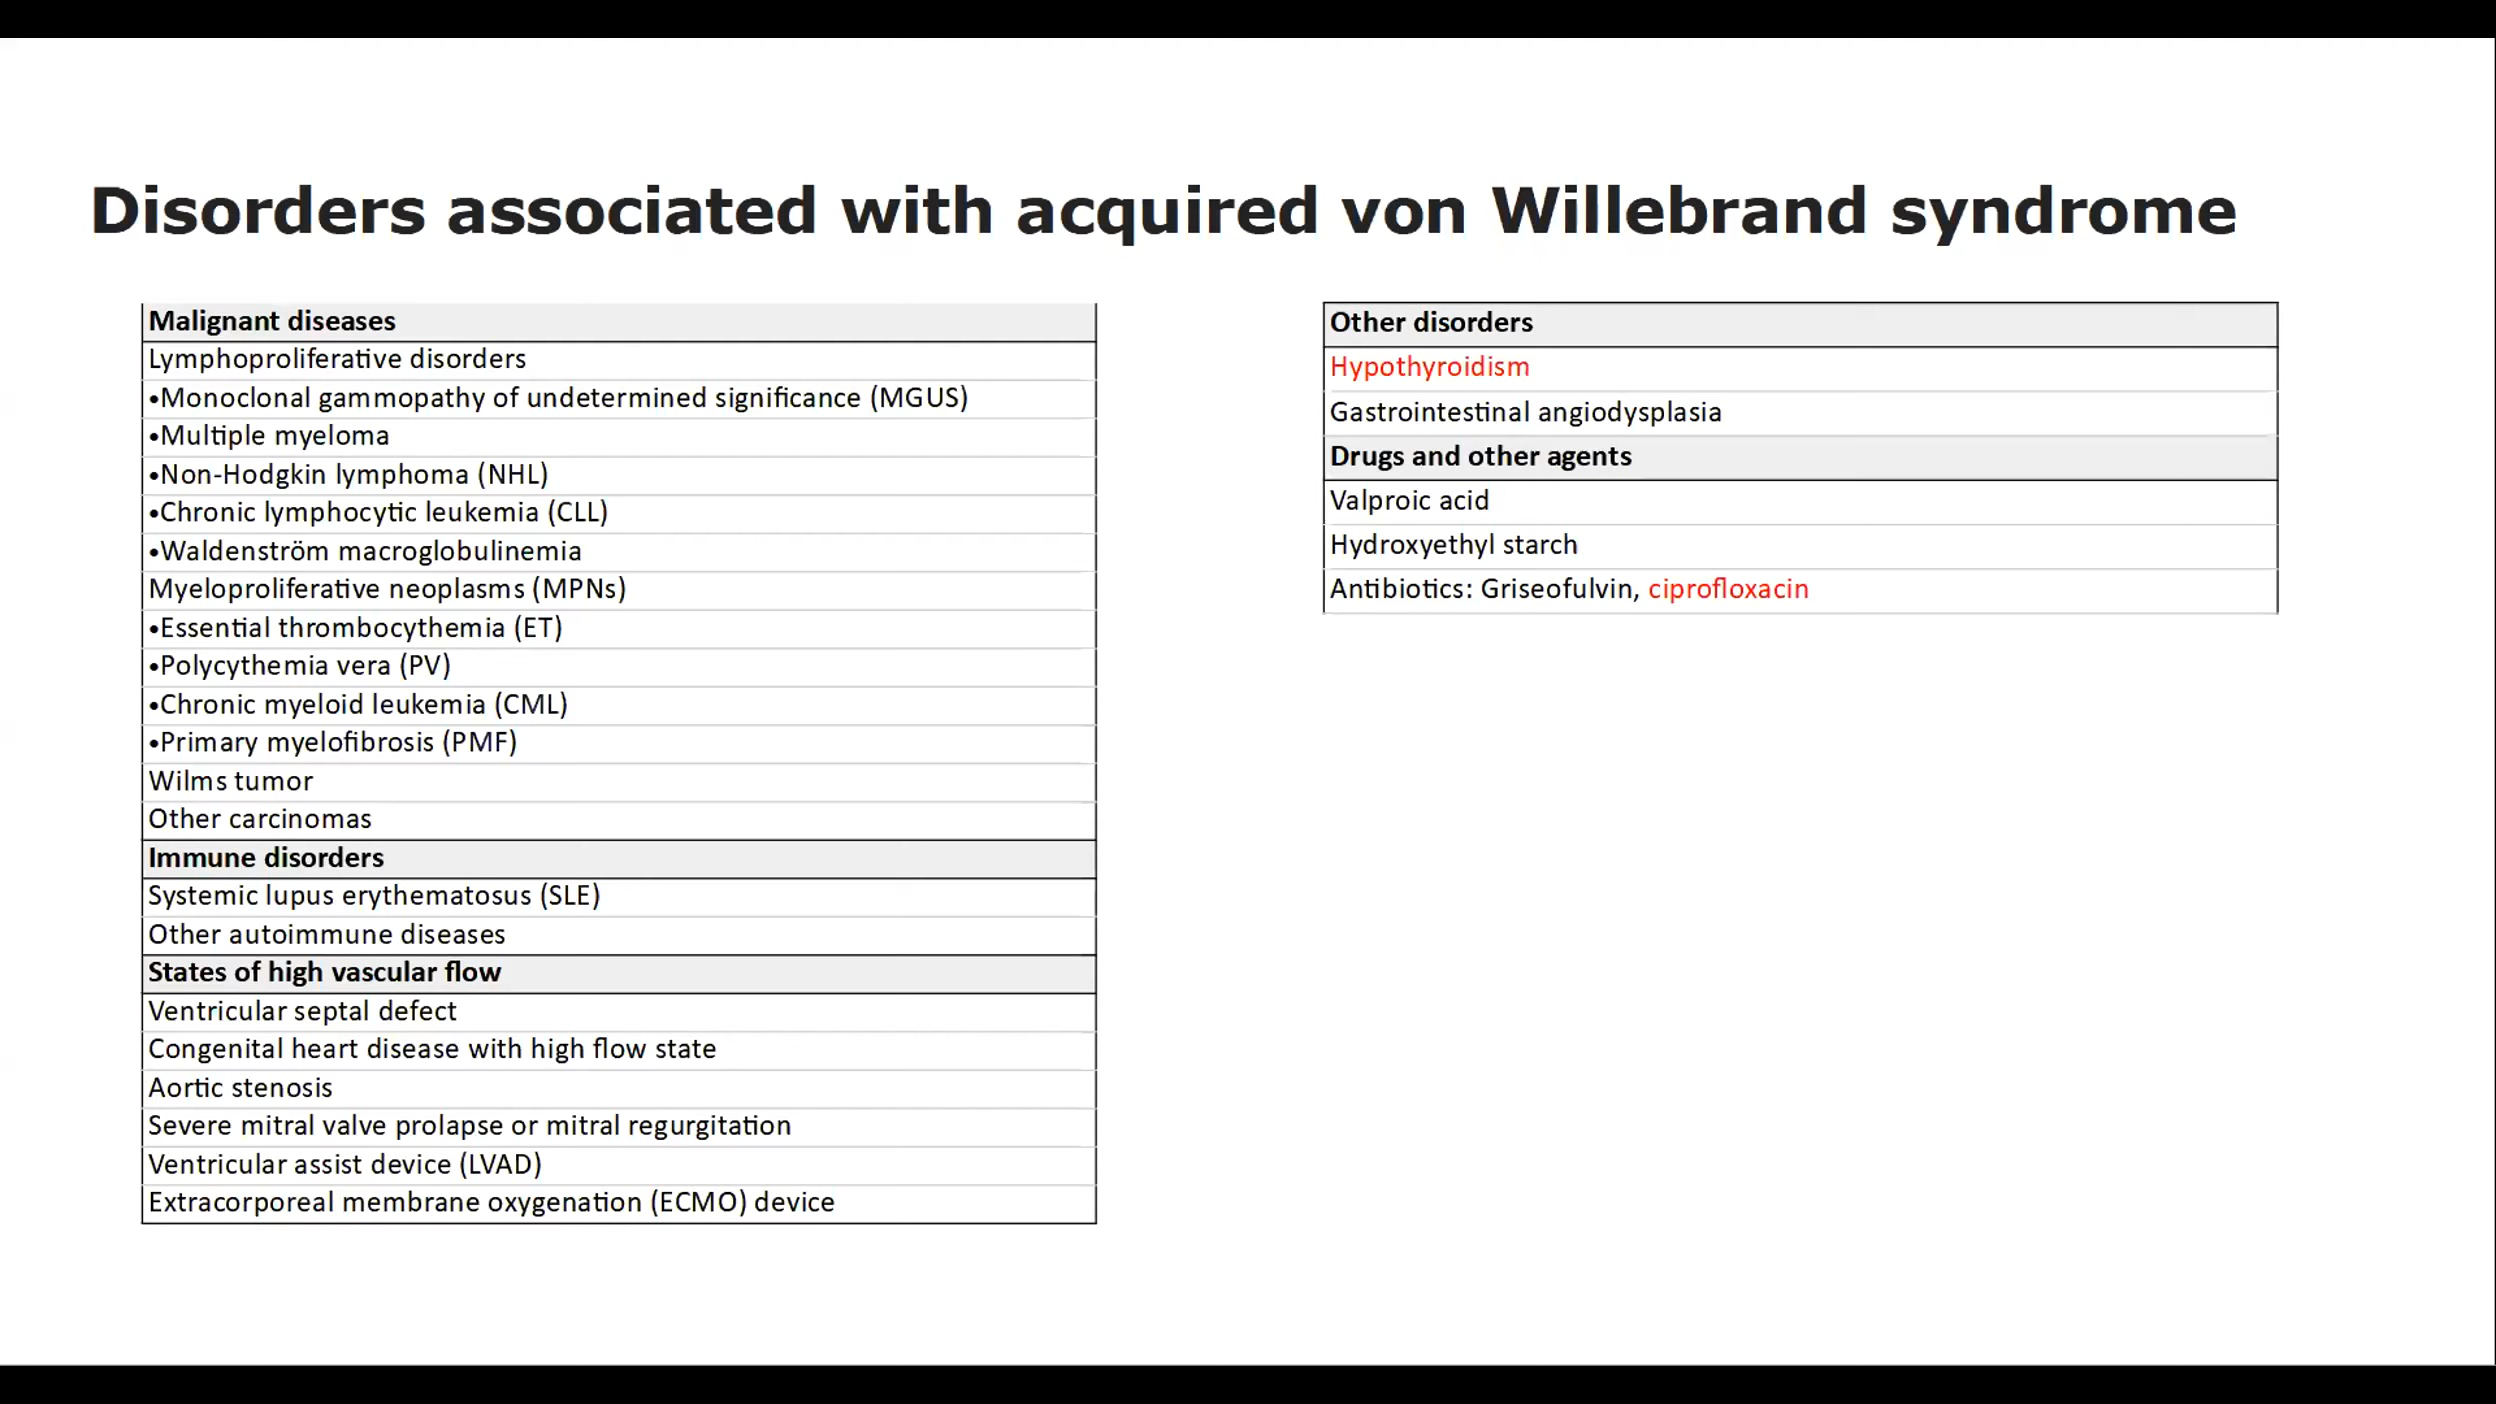 Disorders associated with acquired von Willebrand syndrome
Malignant diseases
Lymphoproliferative disorders
•Monoclonal gammopathy of undetermined significance (MGUS)
•Multiple myeloma
•Non-Hodgkin lymphoma (NHL)
•Chronic lymphocytic leukemia (CLL)
•Waldenström macroglobulinemia
Myeloproliferative neoplasms (MPNs)
•Essential thrombocythemia (ET)
•Polycythemia vera (PV)
•Chronic myeloid leukemia (CML)
•Primary myelofibrosis (PMF)
Wilms tumor
Other carcinomas
Immune disorders
Systemic lupus erythematosus (SLE)
Other autoimmune diseases
States of high vascular flow
Ventricular septal defect
Congenital heart disease with high flow state
Aortic stenosis
Severe mitral valve prolapse or mitral regurgitation
Ventricular assist device (LVAD)
Extracorporeal membrane oxygenation (ECMO) device
Other disorders
Hypothyroidism
Gastrointestinal angiodysplasia
Drugs and other agents
Valproic acid
Hydroxyethyl starch
Antibiotics: Griseofulvin, ciprofloxacin